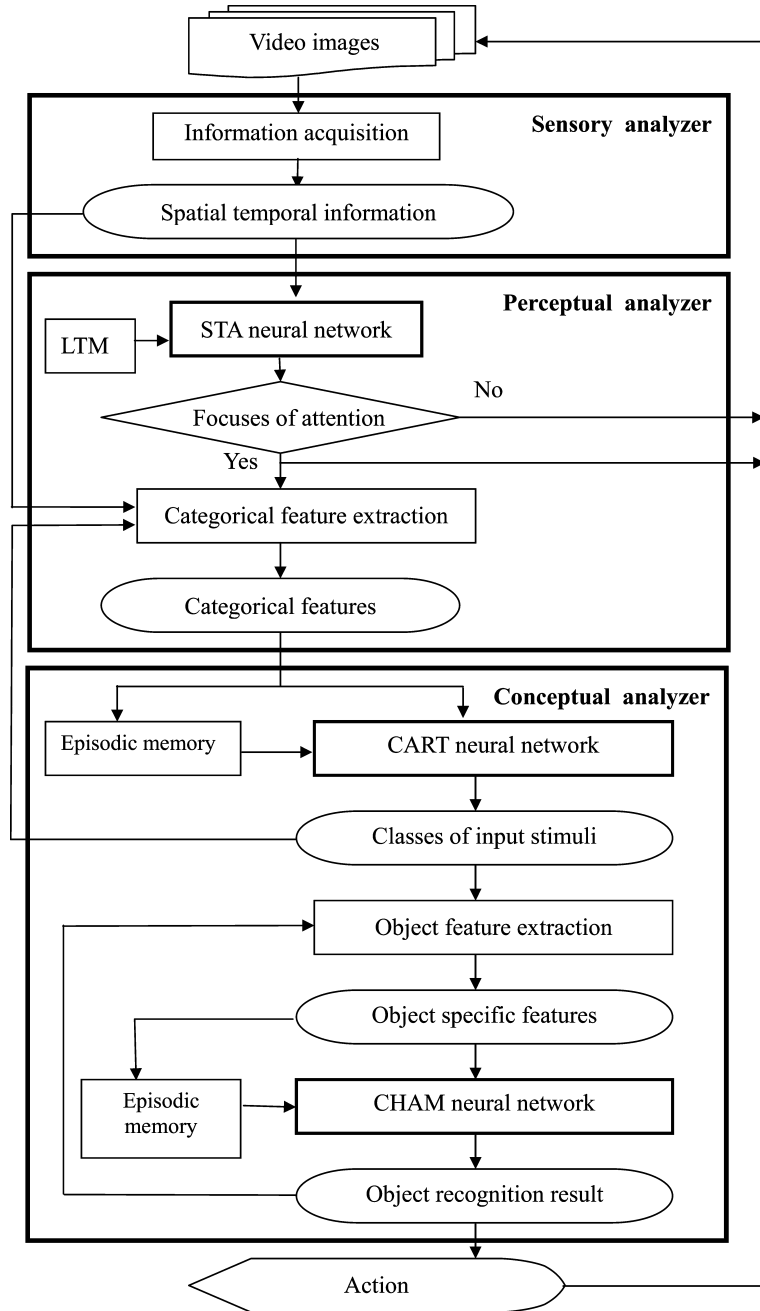 Video images
Information acquisition
Sensory analyzer
Spatial temporal information
Perceptual analyzer
STA neural network
LTM
No
Focuses of attention
Yes
Categorical feature extraction
Categorical features
Conceptual analyzer
Episodic memory
CART neural network
Classes of input stimuli
Object feature extraction
Object specific features
Episodic
memory
CHAM neural network
Object recognition result
Action